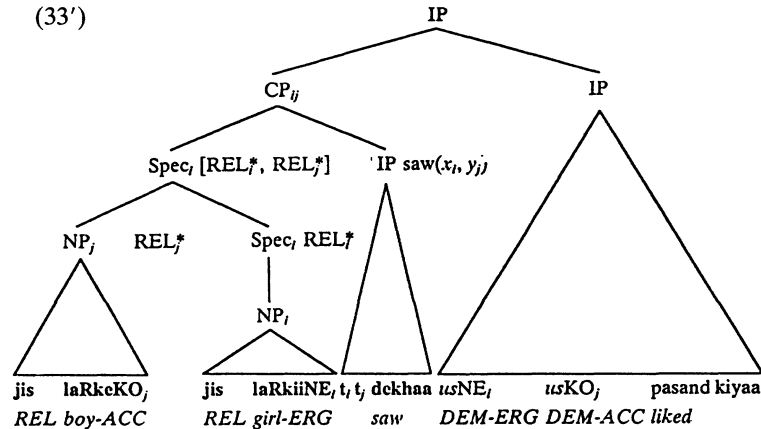 (33′) IP
CP_ij IP
Spec_i [REL*_i, REL*_j] IP saw(x_i, y_j)
NP_j REL*_j Spec_i REL*_i
NP_i
jis laRkeKO_j jis laRkiiNE_i t_i t_j dekhaa usNE_i usKO_j pasand kiyaa
REL boy-ACC REL girl-ERG saw DEM-ERG DEM-ACC liked